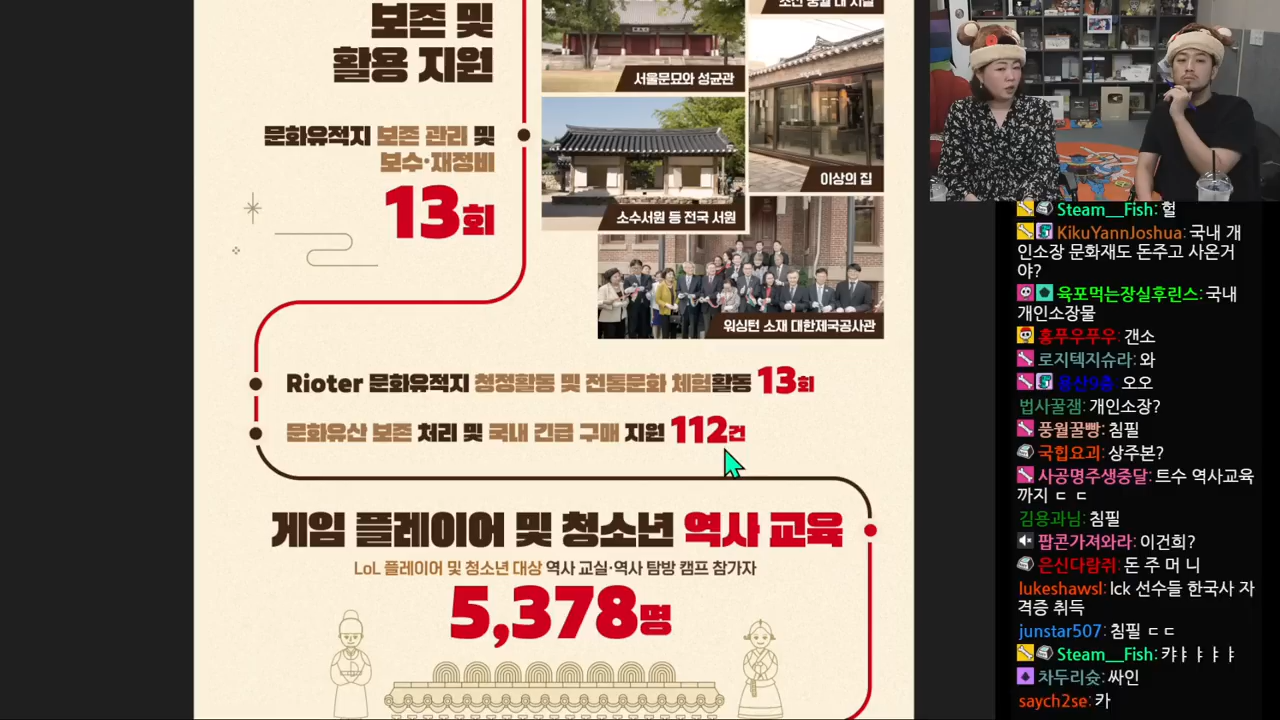 보존 및
활용 지원
문화유적지 보존 관리 및
보수·재정비
13회
서울문묘와 성균관
이상의 집
소수서원 등 전국 서원
워싱턴 소재 대한제국공사관
Rioter 문화유적지 청정활동 및 전통문화 체험활동 13회
문화유산 보존 처리 및 국내 긴급 구매 지원 112건
게임 플레이어 및 청소년 역사 교육
LoL 플레이어 및 청소년 대상 역사 교실·역사 탐방 캠프 참가자
5,378명
Steam__Fish: 헐
KikuYannJoshua: 국내 개
인소장 문화재도 돈주고 사온거
야?
육포먹는장실후린스: 국내
개인소장물
홍푸우푸우: 갠소
로지텍지슈라: 와
용산9층: 오오
법사꿀잼: 개인소장?
풍월꿀빵: 침필
국힙요괴: 상주본?
사공명주생중달: 트수 역사교육
까지 ㄷ ㄷ
김용과님: 침필
팝콘가져와라: 이건희?
은신다람쥐: 돈 주 머 니
lukeshawsl: lck 선수들 한국사 자
격증 취득
junstar507: 침필 ㄷㄷ
Steam__Fish: 캬ㅑㅑㅑㅑ
차두리슛: 싸인
saych2se: 카